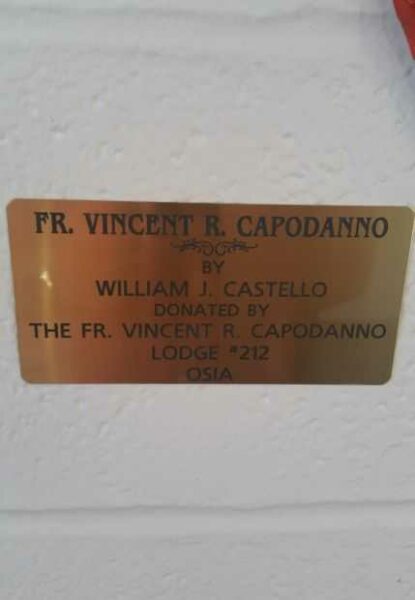 FR. VINCENT R. CAPODANNO
BY
WILLIAM J. CASTELLO
DONATED BY
THE FR. VINCENT R. CAPODANNO
LODGE #212
OSIA